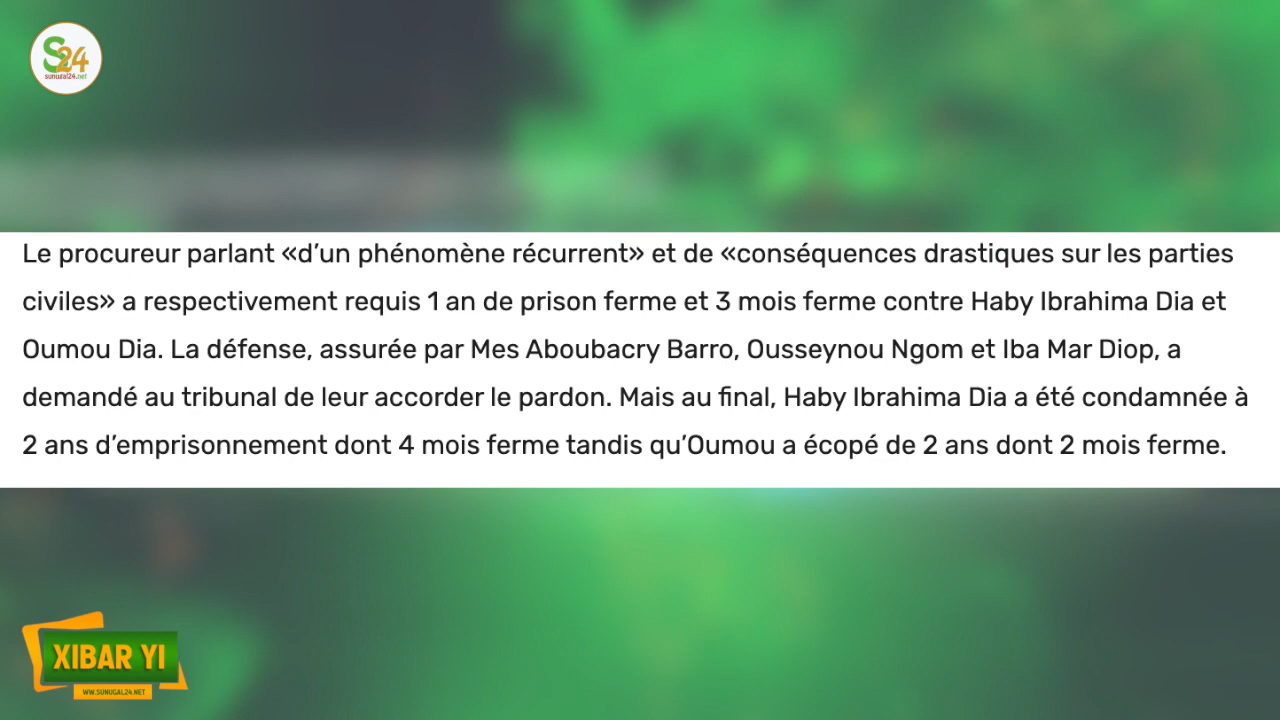 S24
sunugal24.net
Le procureur parlant «d’un phénomène récurrent» et de «conséquences drastiques sur les parties
civiles» a respectivement requis 1 an de prison ferme et 3 mois ferme contre Haby Ibrahima Dia et
Oumou Dia. La défense, assurée par Mes Aboubacry Barro, Ousseynou Ngom et Iba Mar Diop, a
demandé au tribunal de leur accorder le pardon. Mais au final, Haby Ibrahima Dia a été condamnée à
2 ans d’emprisonnement dont 4 mois ferme tandis qu’Oumou a écopé de 2 ans dont 2 mois ferme.
XIBAR YI
WW.SUNUGAL24.NET